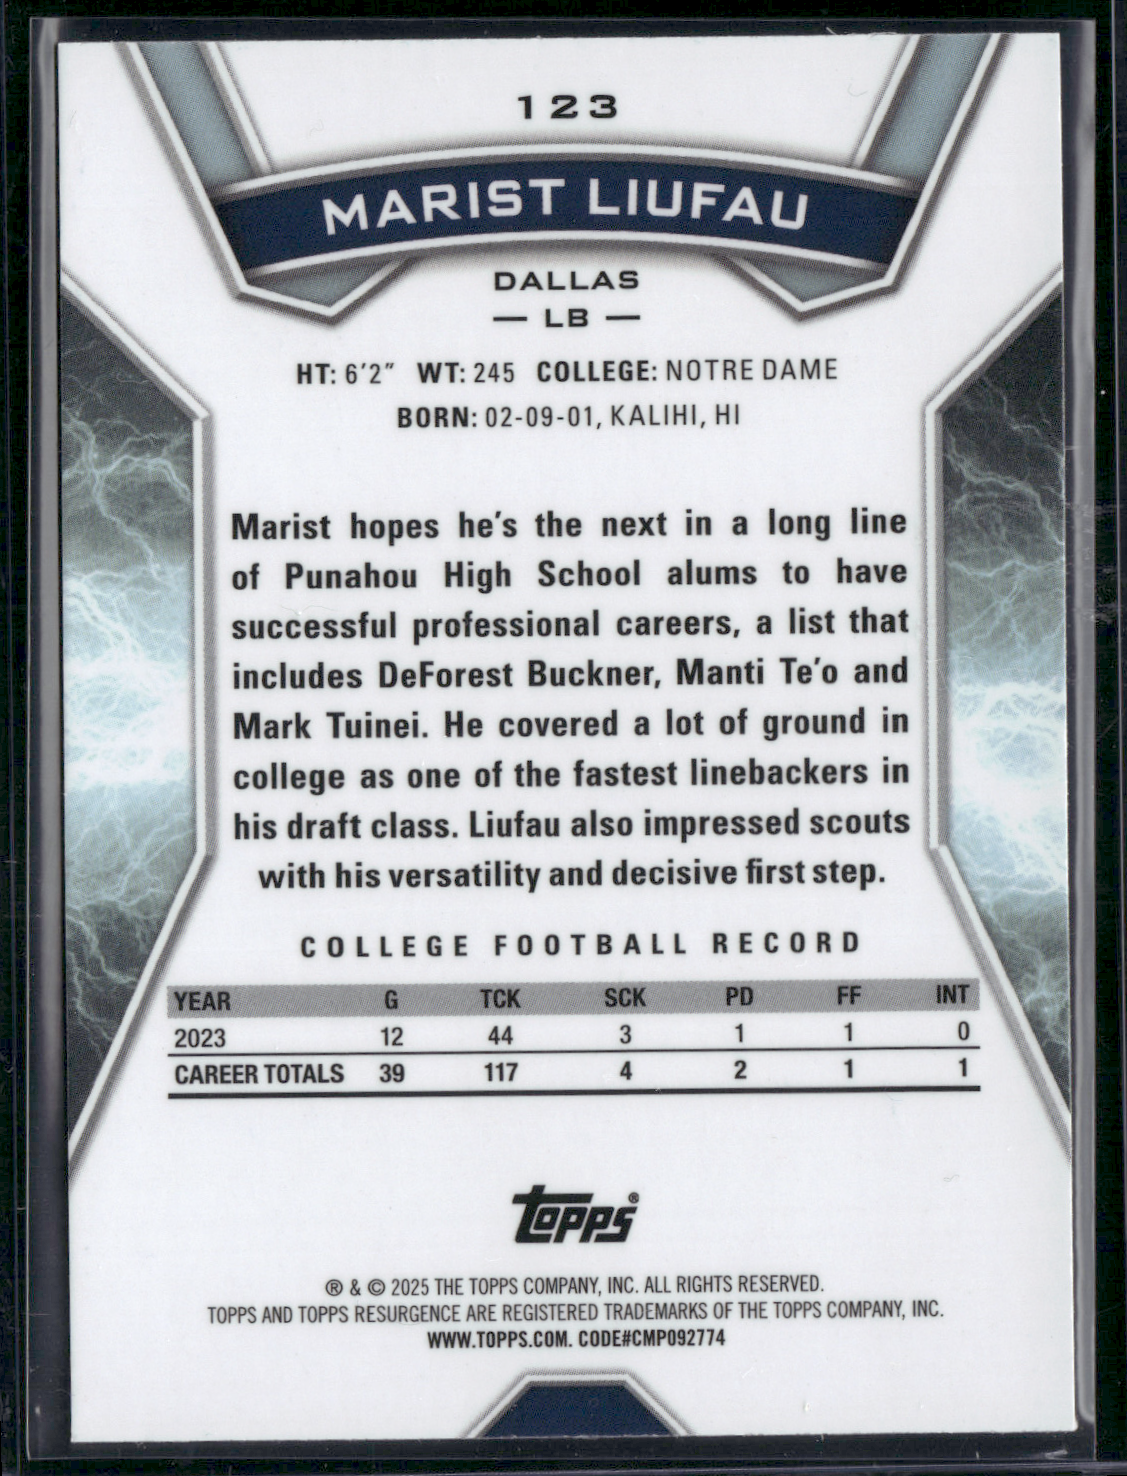 123
MARIST LIUFAU
DALLAS
— LB —
HT: 6'2" WT: 245 COLLEGE: NOTRE DAME
BORN: 02-09-01, KALIHI, HI
Marist hopes he's the next in a long line
of Punahou High School alums to have
successful professional careers, a list that
includes DeForest Buckner, Manti Te'o and
Mark Tuinei. He covered a lot of ground in
college as one of the fastest linebackers in
his draft class. Liufau also impressed scouts
with his versatility and decisive first step.
COLLEGE FOOTBALL RECORD
YEAR G TCK SCK PD FF INT
2023 12 44 3 1 1 0
CAREER TOTALS 39 117 4 2 1 1
topps®
® & © 2025 THE TOPPS COMPANY, INC. ALL RIGHTS RESERVED.
TOPPS AND TOPPS RESURGENCE ARE REGISTERED TRADEMARKS OF THE TOPPS COMPANY, INC.
WWW.TOPPS.COM. CODE#CMP092774